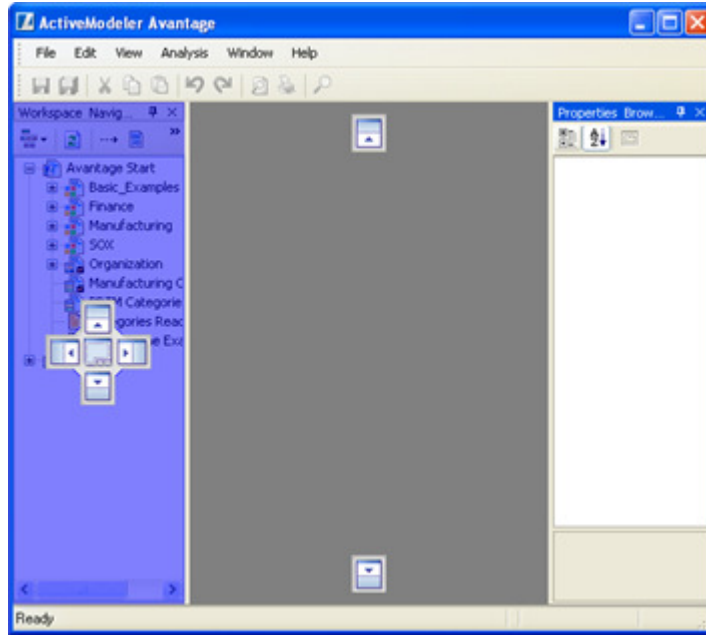 ActiveModeler Avantage
File Edit View Analysis Window Help
Workspace Navig...
Properties Brow...
Avantage Start
Basic_Examples
Finance
Manufacturing
SOX
Organization
Manufacturing C
Categorie
gories Reac
e Exa
Ready